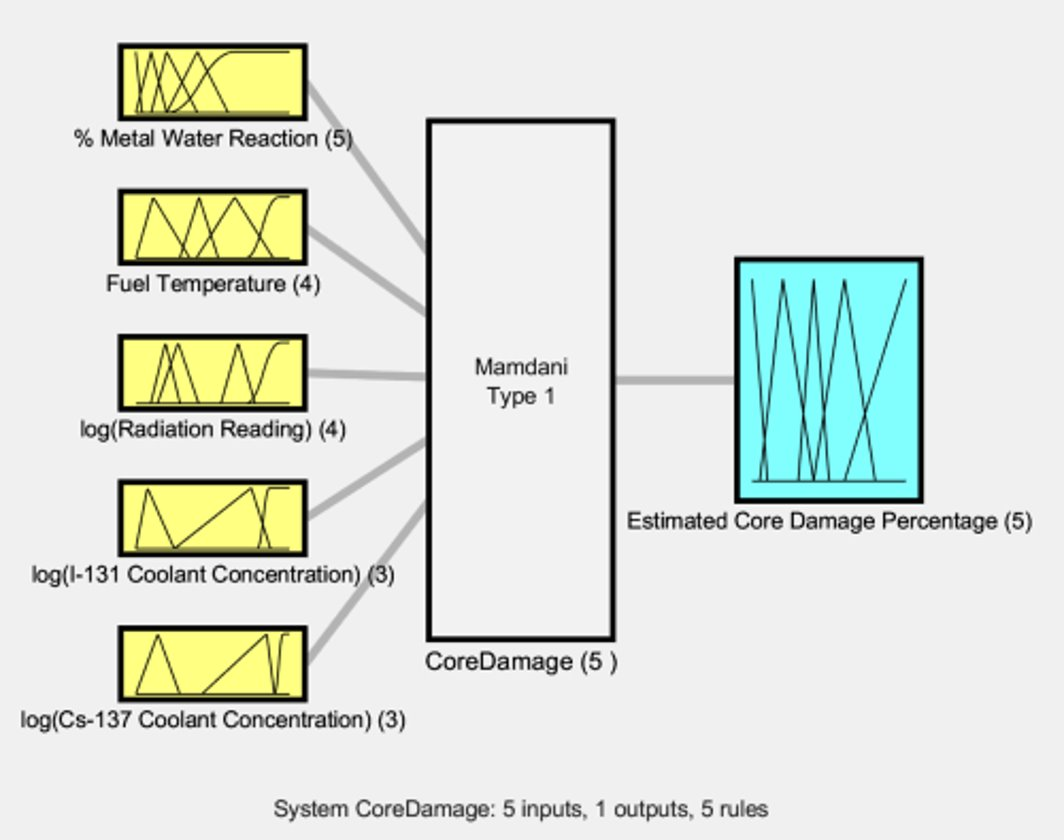 % Metal Water Reaction (5)
Fuel Temperature (4)
log(Radiation Reading) (4)
log(I-131 Coolant Concentration) (3)
log(Cs-137 Coolant Concentration) (3)
Mamdani
Type 1
CoreDamage (5 )
Estimated Core Damage Percentage (5)
System CoreDamage: 5 inputs, 1 outputs, 5 rules